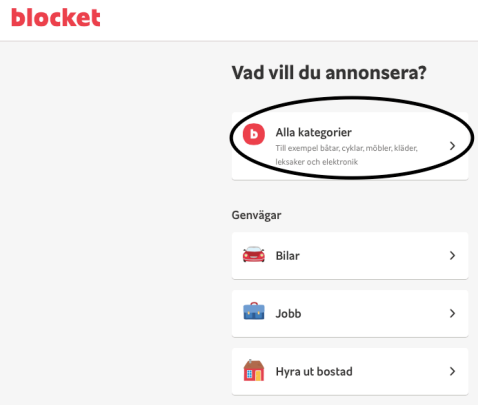 blocket
Vad vill du annonsera?
b
Alla kategorier
Till exempel båtar, cyklar, möbler, kläder,
leksaker och elektronik
Genvägar
Bilar
Jobb
Hyra ut bostad